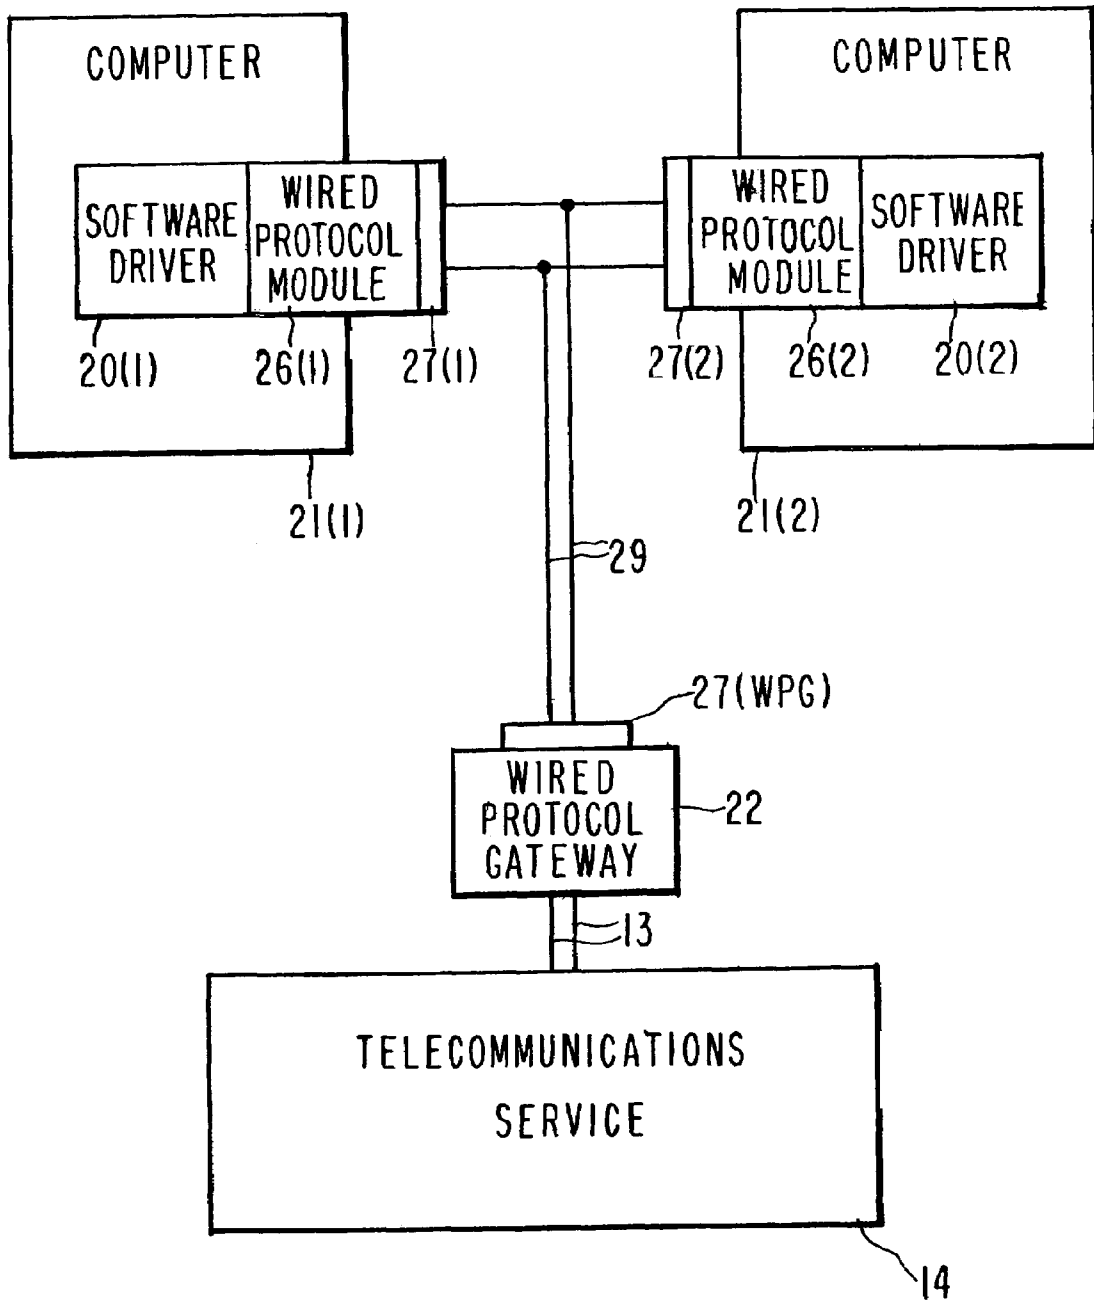 COMPUTER
SOFTWARE
DRIVER
WIRED
PROTOCOL
MODULE
20(1)
26(1)
27(1)
21(1)
COMPUTER
WIRED
PROTOCOL
MODULE
SOFTWARE
DRIVER
27(2)
26(2)
20(2)
21(2)
29
27(WPG)
WIRED
PROTOCOL
GATEWAY
22
13
TELECOMMUNICATIONS
SERVICE
14